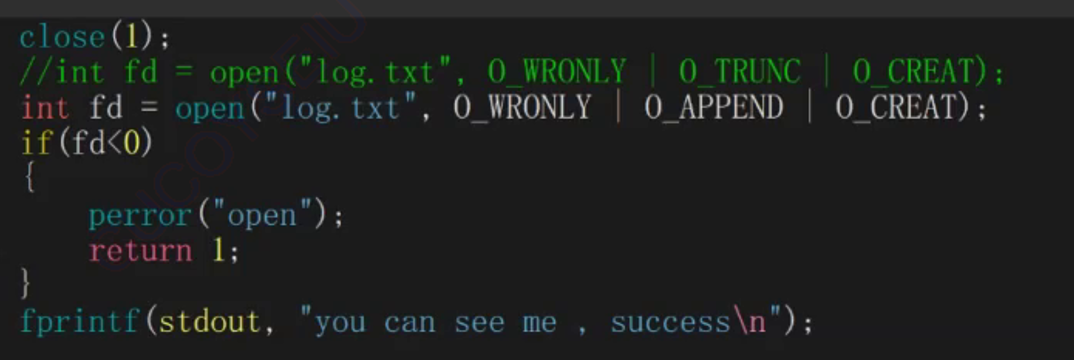 close(1);
//int fd = open("log.txt", O_WRONLY | O_TRUNC | O_CREAT);
int fd = open("log.txt", O_WRONLY | O_APPEND | O_CREAT);
if(fd<0)
{
    perror("open");
    return 1;
}
fprintf(stdout, "you can see me , success\n");